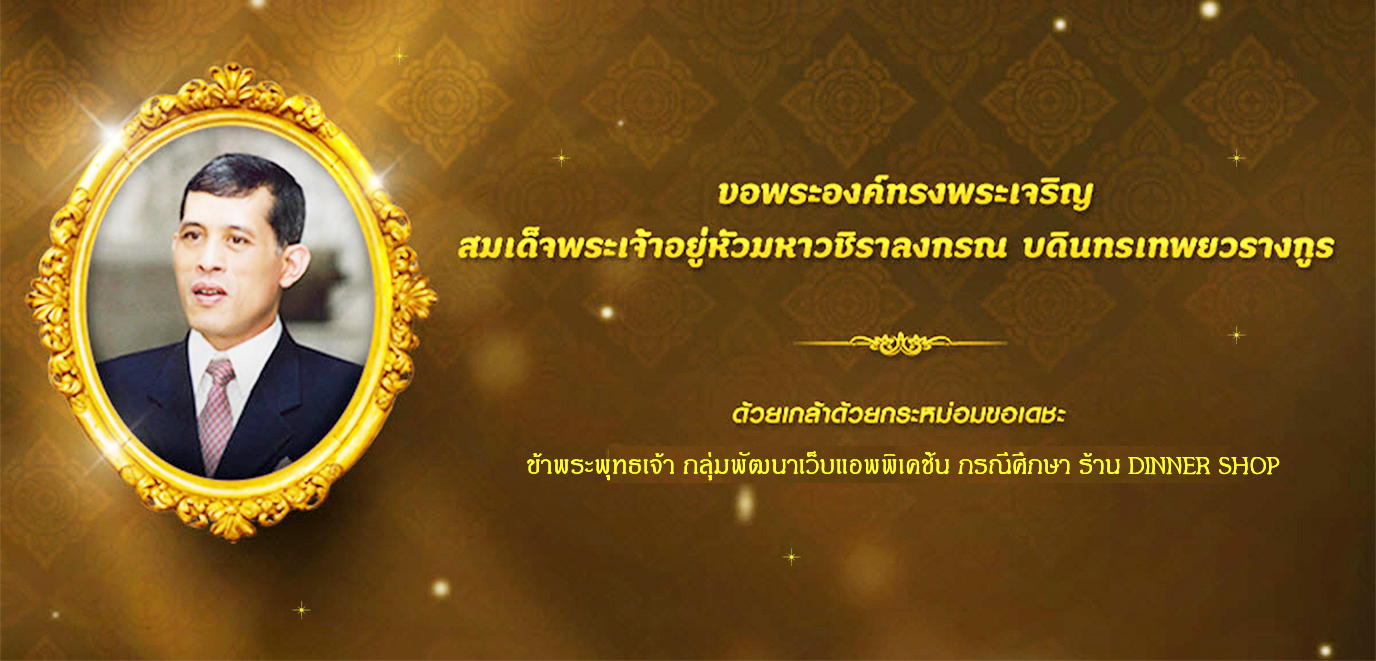 ขอพระองค์ทรงพระเจริญ
สมเด็จพระเจ้าอยู่หัวมหาวชิราลงกรณ บดินทรเทพยวรางกูร
ด้วยเกล้าด้วยกระหม่อมขอเดชะ
ข้าพระพุทธเจ้า กลุ่มพัฒนาเว็บแอพพิเคชั่น กรณีศึกษา ร้าน DINNER SHOP